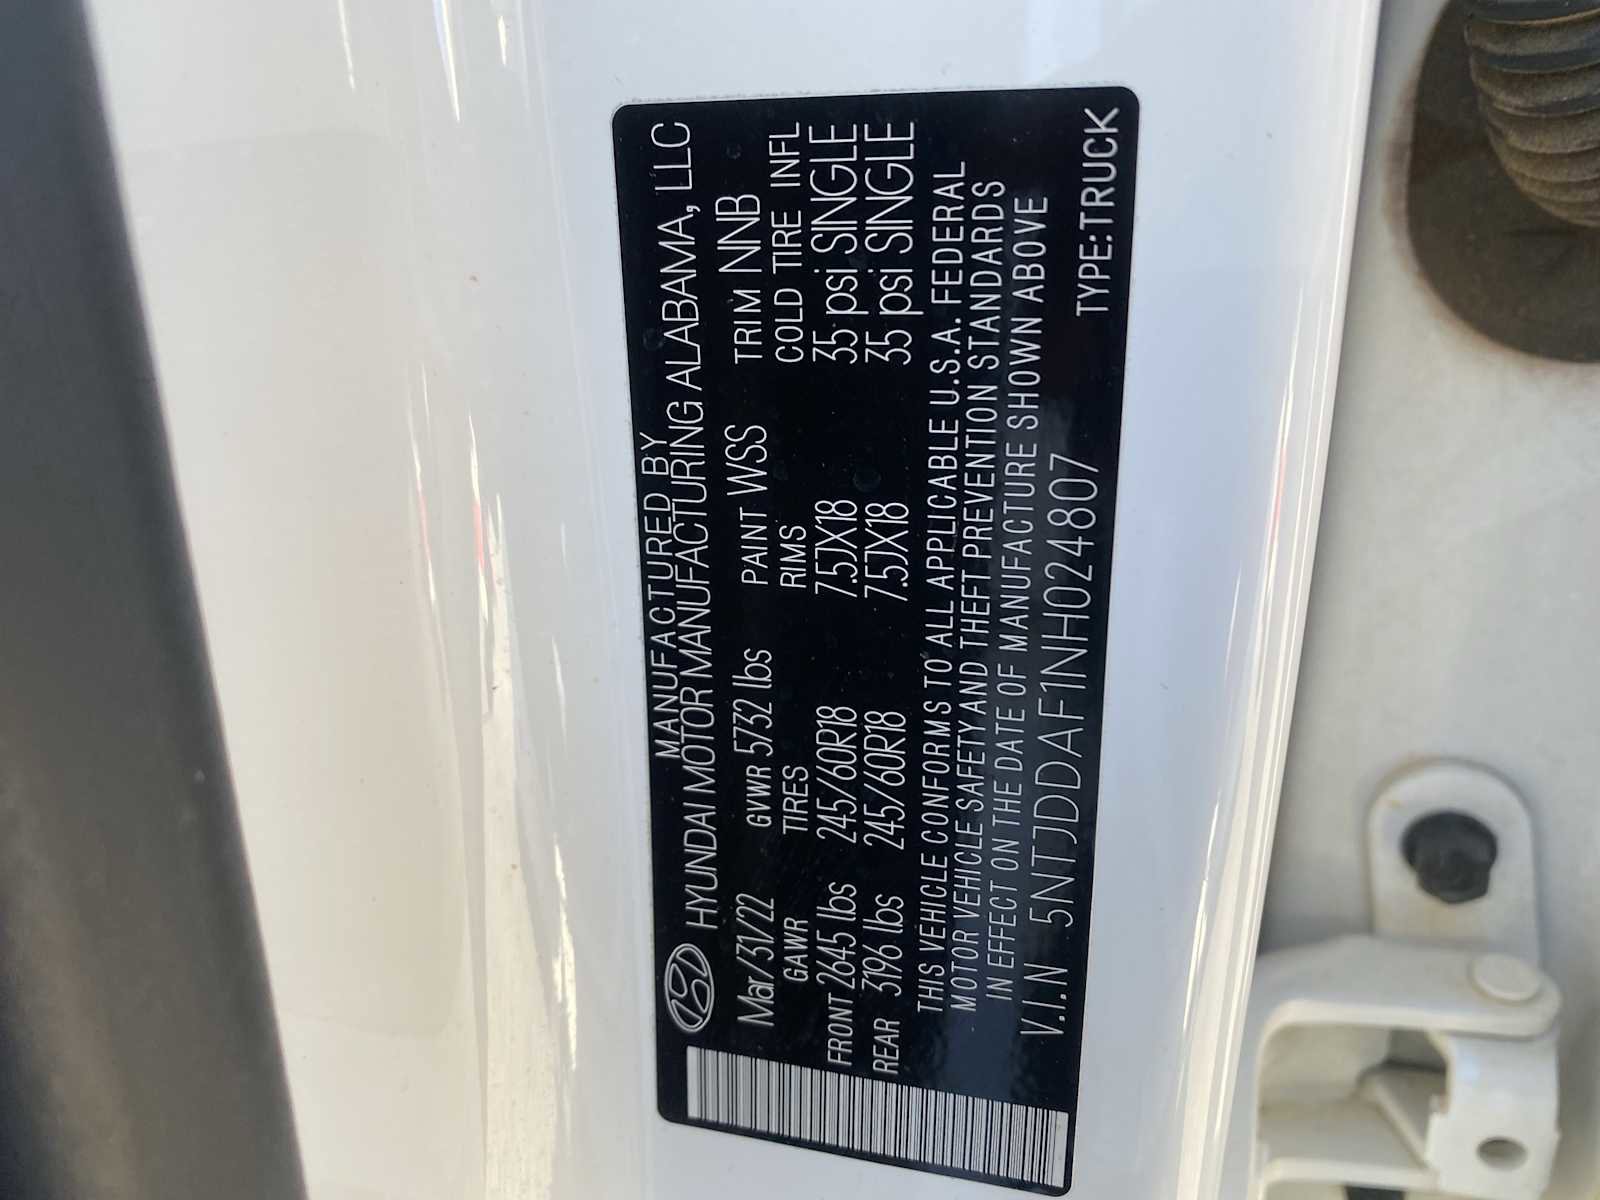 MANUFACTURED BY
HYUNDAI MOTOR MANUFACTURING ALABAMA, LLC
Mar/31/22 GVWR 5732 lbs PAINT WSS TRIM NNB
GAWR TIRES RIMS COLD TIRE INFL
FRONT 2645 lbs 245/60R18 7.5JX18 35 psi SINGLE
REAR 3196 lbs 245/60R18 7.5JX18 35 psi SINGLE
THIS VEHICLE CONFORMS TO ALL APPLICABLE U.S.A. FEDERAL
MOTOR VEHICLE SAFETY AND THEFT PREVENTION STANDARDS
IN EFFECT ON THE DATE OF MANUFACTURE SHOWN ABOVE
V.I.N 5NTJDDAF1NH024807
TYPE:TRUCK